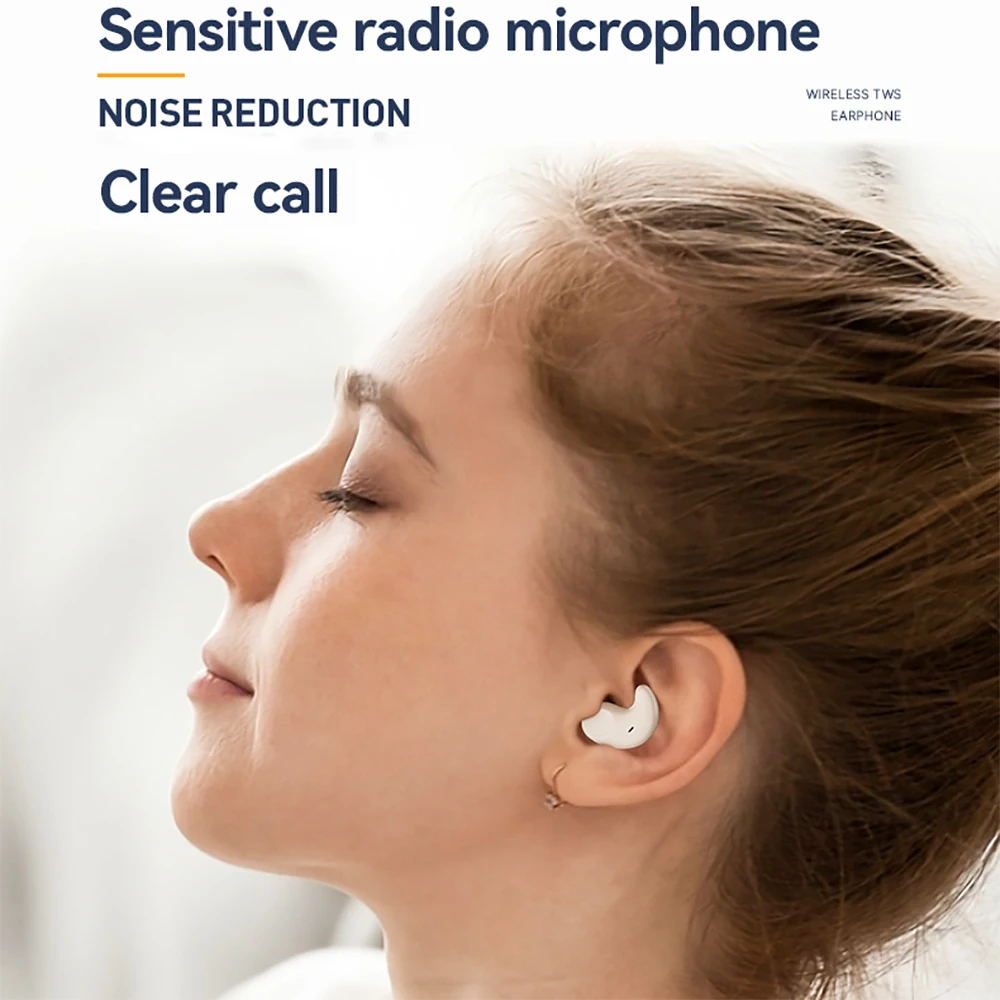 Sensitive radio microphone
NOISE REDUCTION
WIRELESS TWS
EARPHONE
Clear call